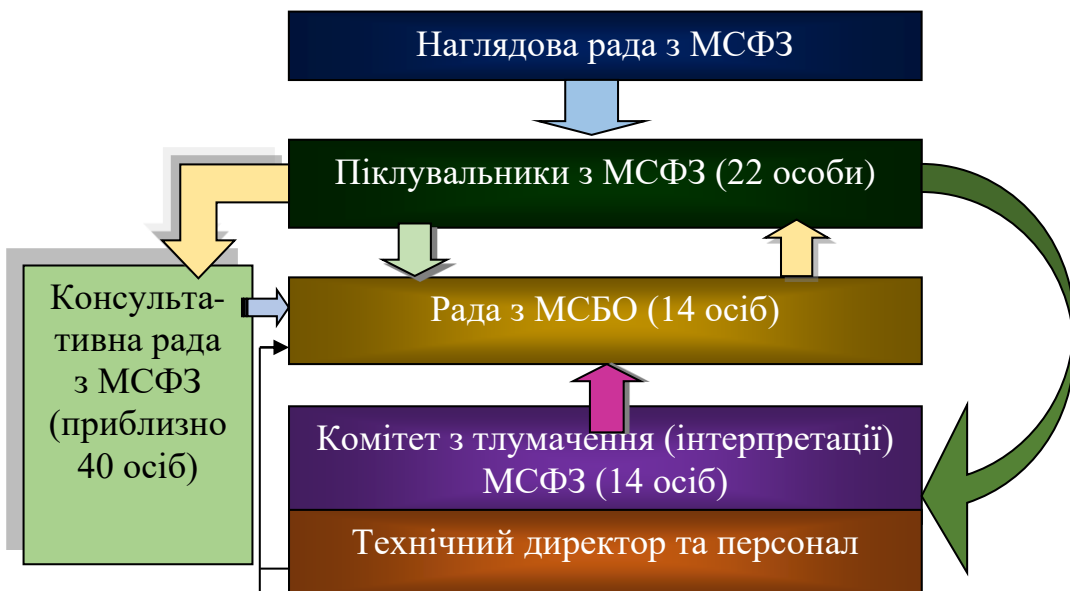 Наглядова рада з МСФЗ
Піклувальники з МСФЗ (22 особи)
Консульта-
тивна рада
з МСФЗ
(приблизно
40 осіб)
Рада з МСБО (14 осіб)
Комітет з тлумачення (інтерпретації)
МСФЗ (14 осіб)
Технічний директор та персонал